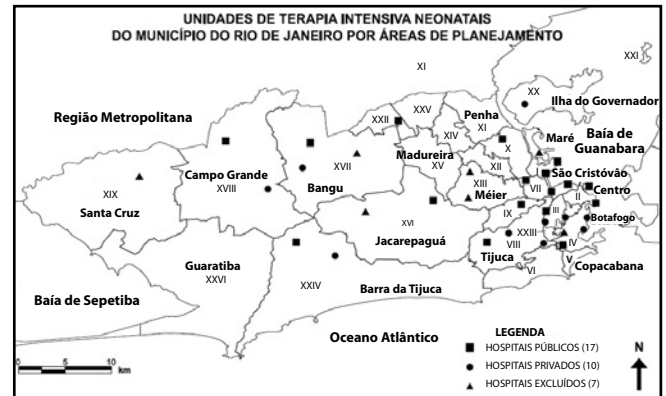 UNIDADES DE TERAPIA INTENSIVA NEONATAIS
DO MUNICÍPIO DO RIO DE JANEIRO POR ÁREAS DE PLANEJAMENTO
XI
XXI
XX
Ilha do Governador
Região Metropolitana
XXII
XXV
Penha
XI
Maré
Baía de
Guanabara
XIV
X
Madureira
XV
XII
XVII
Bangu
Campo Grande
XVIII
XIII
Méier
VII
São Cristóvão
Centro
II
XIX
Santa Cruz
IX
III
Botafogo
XVI
Jacarepaguá
XXIII
VIII
Tijuca
IV
V
Copacabana
VI
Guaratiba
XXVI
Baía de Sepetiba
XXIV
Barra da Tijuca
Oceano Atlântico
LEGENDA
HOSPITAIS PÚBLICOS (17)
HOSPITAIS PRIVADOS (10)
HOSPITAIS EXCLUÍDOS (7)
N
0 5 10
km